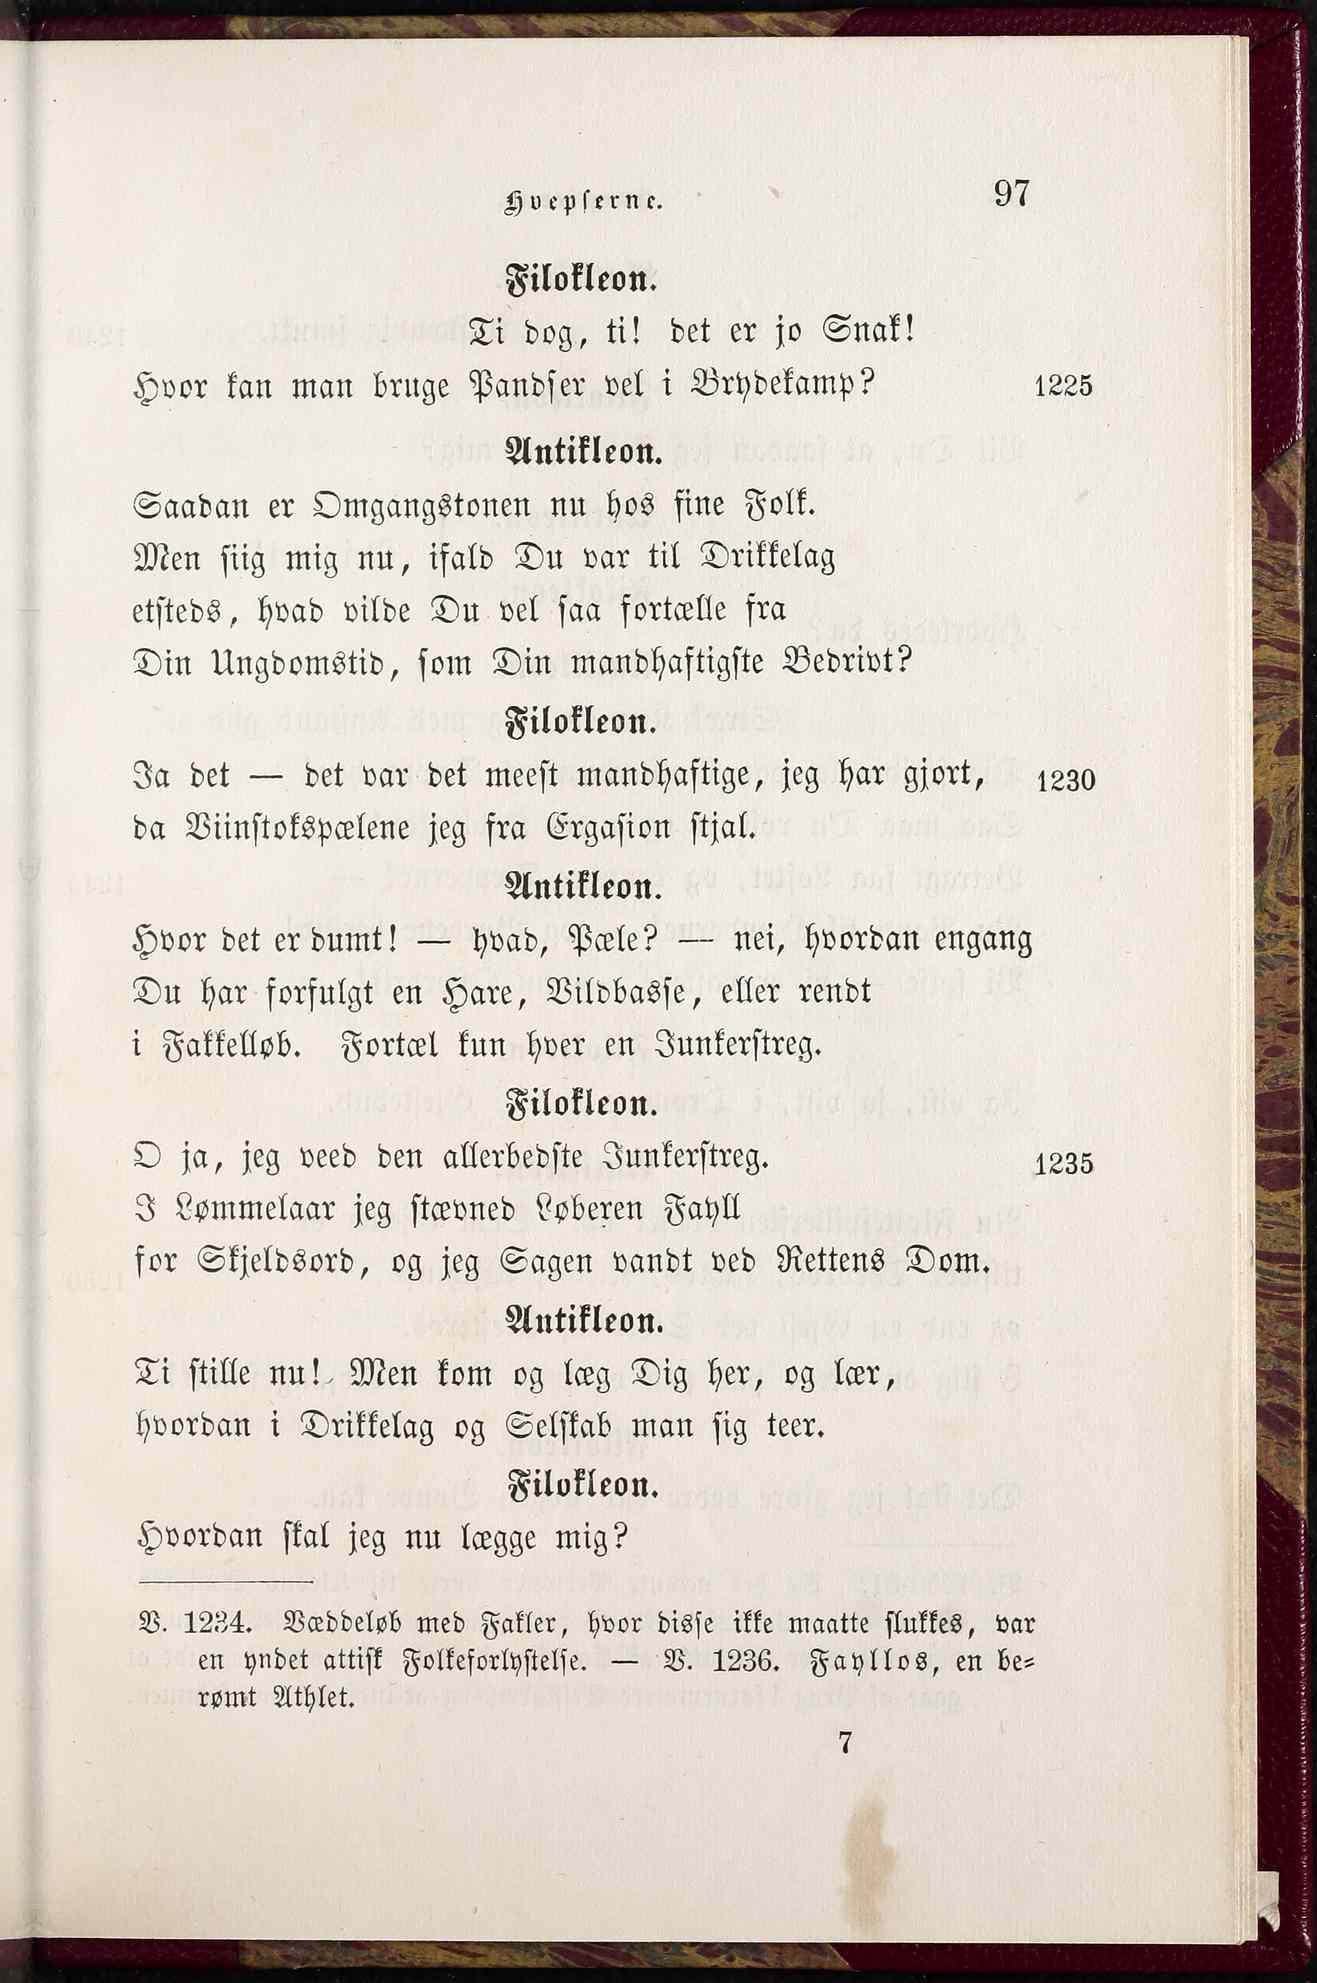 Hvepserne.
97
Filokleon.
Ti dog, ti! det er jo Snak!
Hvor kan man bruge Pandser vel i Brydekamp? 1225
Antikleon.
Saadan er Omgangstonen nu hos fine Folk.
Men siig mig nu, ifald Du var til Drikkelag
etsteds, hvad vilde Du vel saa fortælle fra
Din Ungdomstid, som Din mandhaftigste Bedrivt?
Filokleon.
Ja det — det var det meest mandhaftige, jeg har gjort, 1230
da Viinstokspælene jeg fra Ergasion stjal.
Antikleon.
Hvor det er dumt! — hvad, Pæle? — nei, hvordan engang
Du har forfulgt en Hare, Vildbasse, eller rendt
i Fakkelløb. Fortæl kun hver en Junkerstreg.
Filokleon.
O ja, jeg veed den allerbedste Junkerstreg. 1235
I Lømmelaar jeg stævned Løberen Fayll
for Skjeldsord, og jeg Sagen vandt ved Rettens Dom.
Antikleon.
Ti stille nu! Men kom og læg Dig her, og lær,
hvordan i Drikkelag og Selskab man sig teer.
Filokleon.
Hvordan skal jeg nu lægge mig?
V. 1234. Væddeløb med Fakler, hvor disse ikke maatte slukkes, var
en yndet attisk Folkeforlystelse. — V. 1236. Fayllos, en be-
rømt Athlet.
7